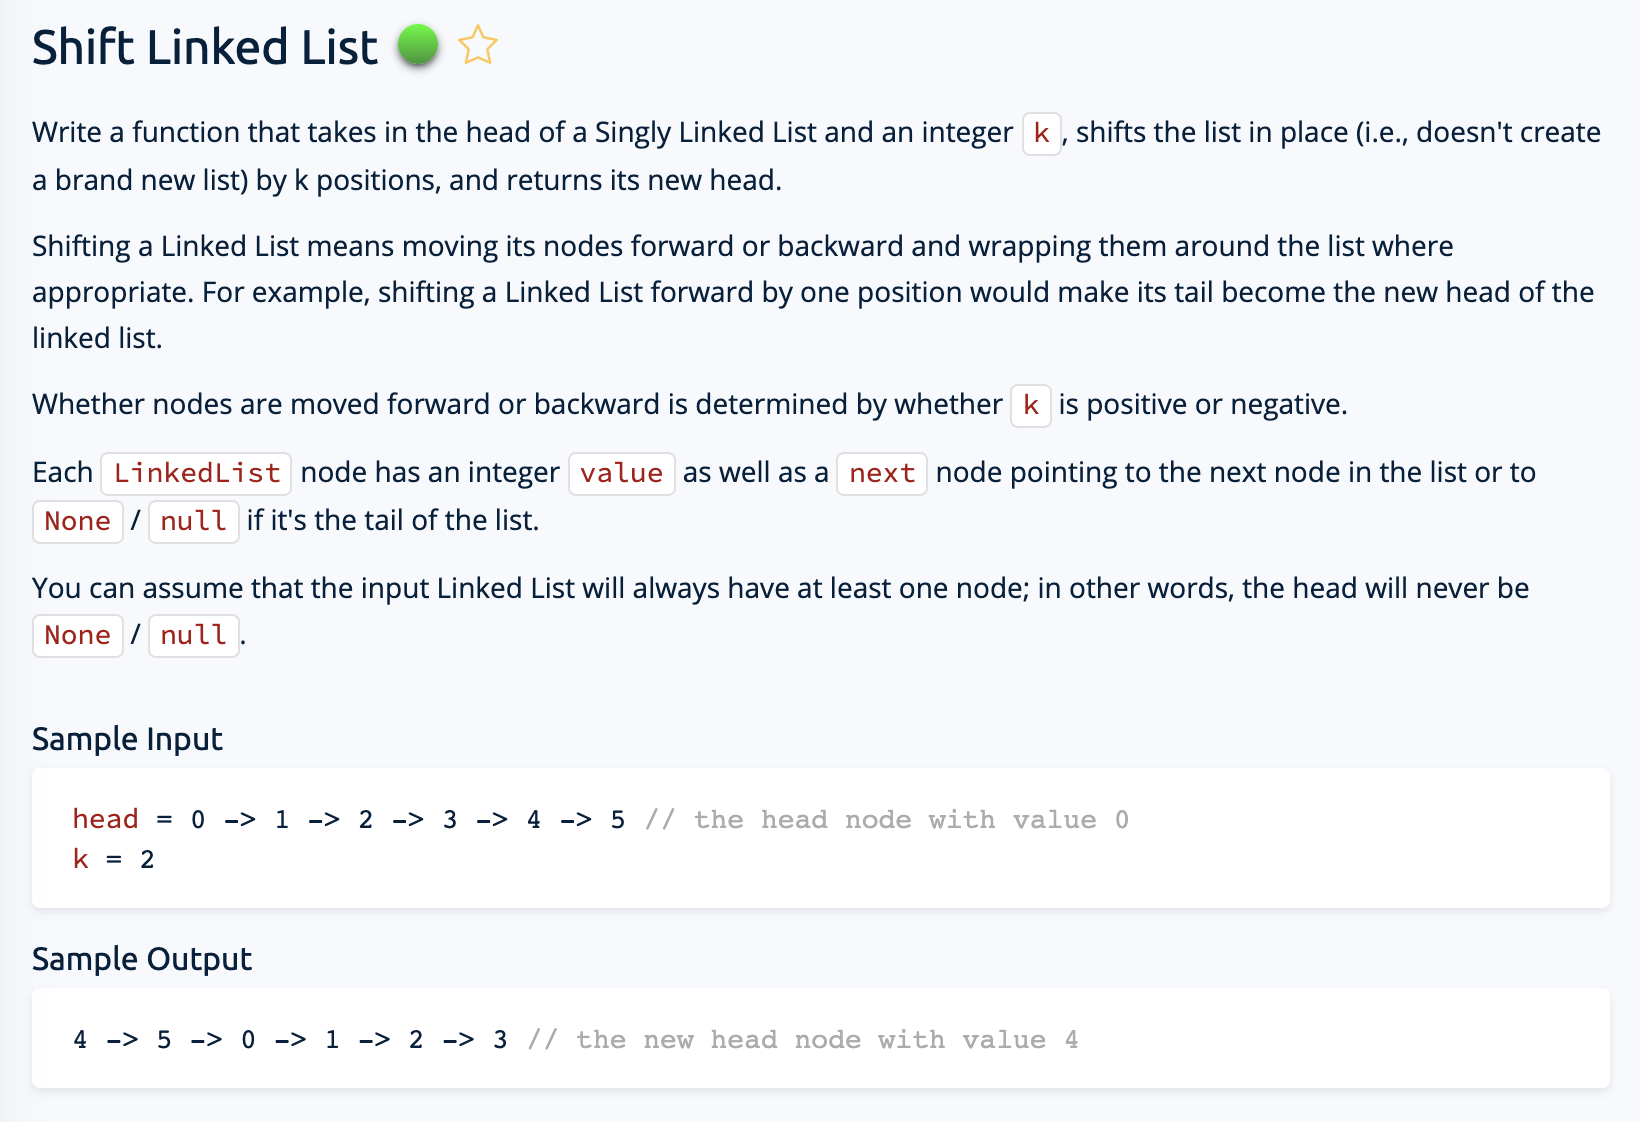 Shift Linked List
Write a function that takes in the head of a Singly Linked List and an integer k, shifts the list in place (i.e., doesn't create
a brand new list) by k positions, and returns its new head.
Shifting a Linked List means moving its nodes forward or backward and wrapping them around the list where
appropriate. For example, shifting a Linked List forward by one position would make its tail become the new head of the
linked list.
Whether nodes are moved forward or backward is determined by whether k is positive or negative.
Each LinkedList node has an integer value as well as a next node pointing to the next node in the list or to
None / null if it's the tail of the list.
You can assume that the input Linked List will always have at least one node; in other words, the head will never be
None / null.
Sample Input
head = 0 -> 1 -> 2 -> 3 -> 4 -> 5 // the head node with value 0
k = 2
Sample Output
4 -> 5 -> 0 -> 1 -> 2 -> 3 // the new head node with value 4